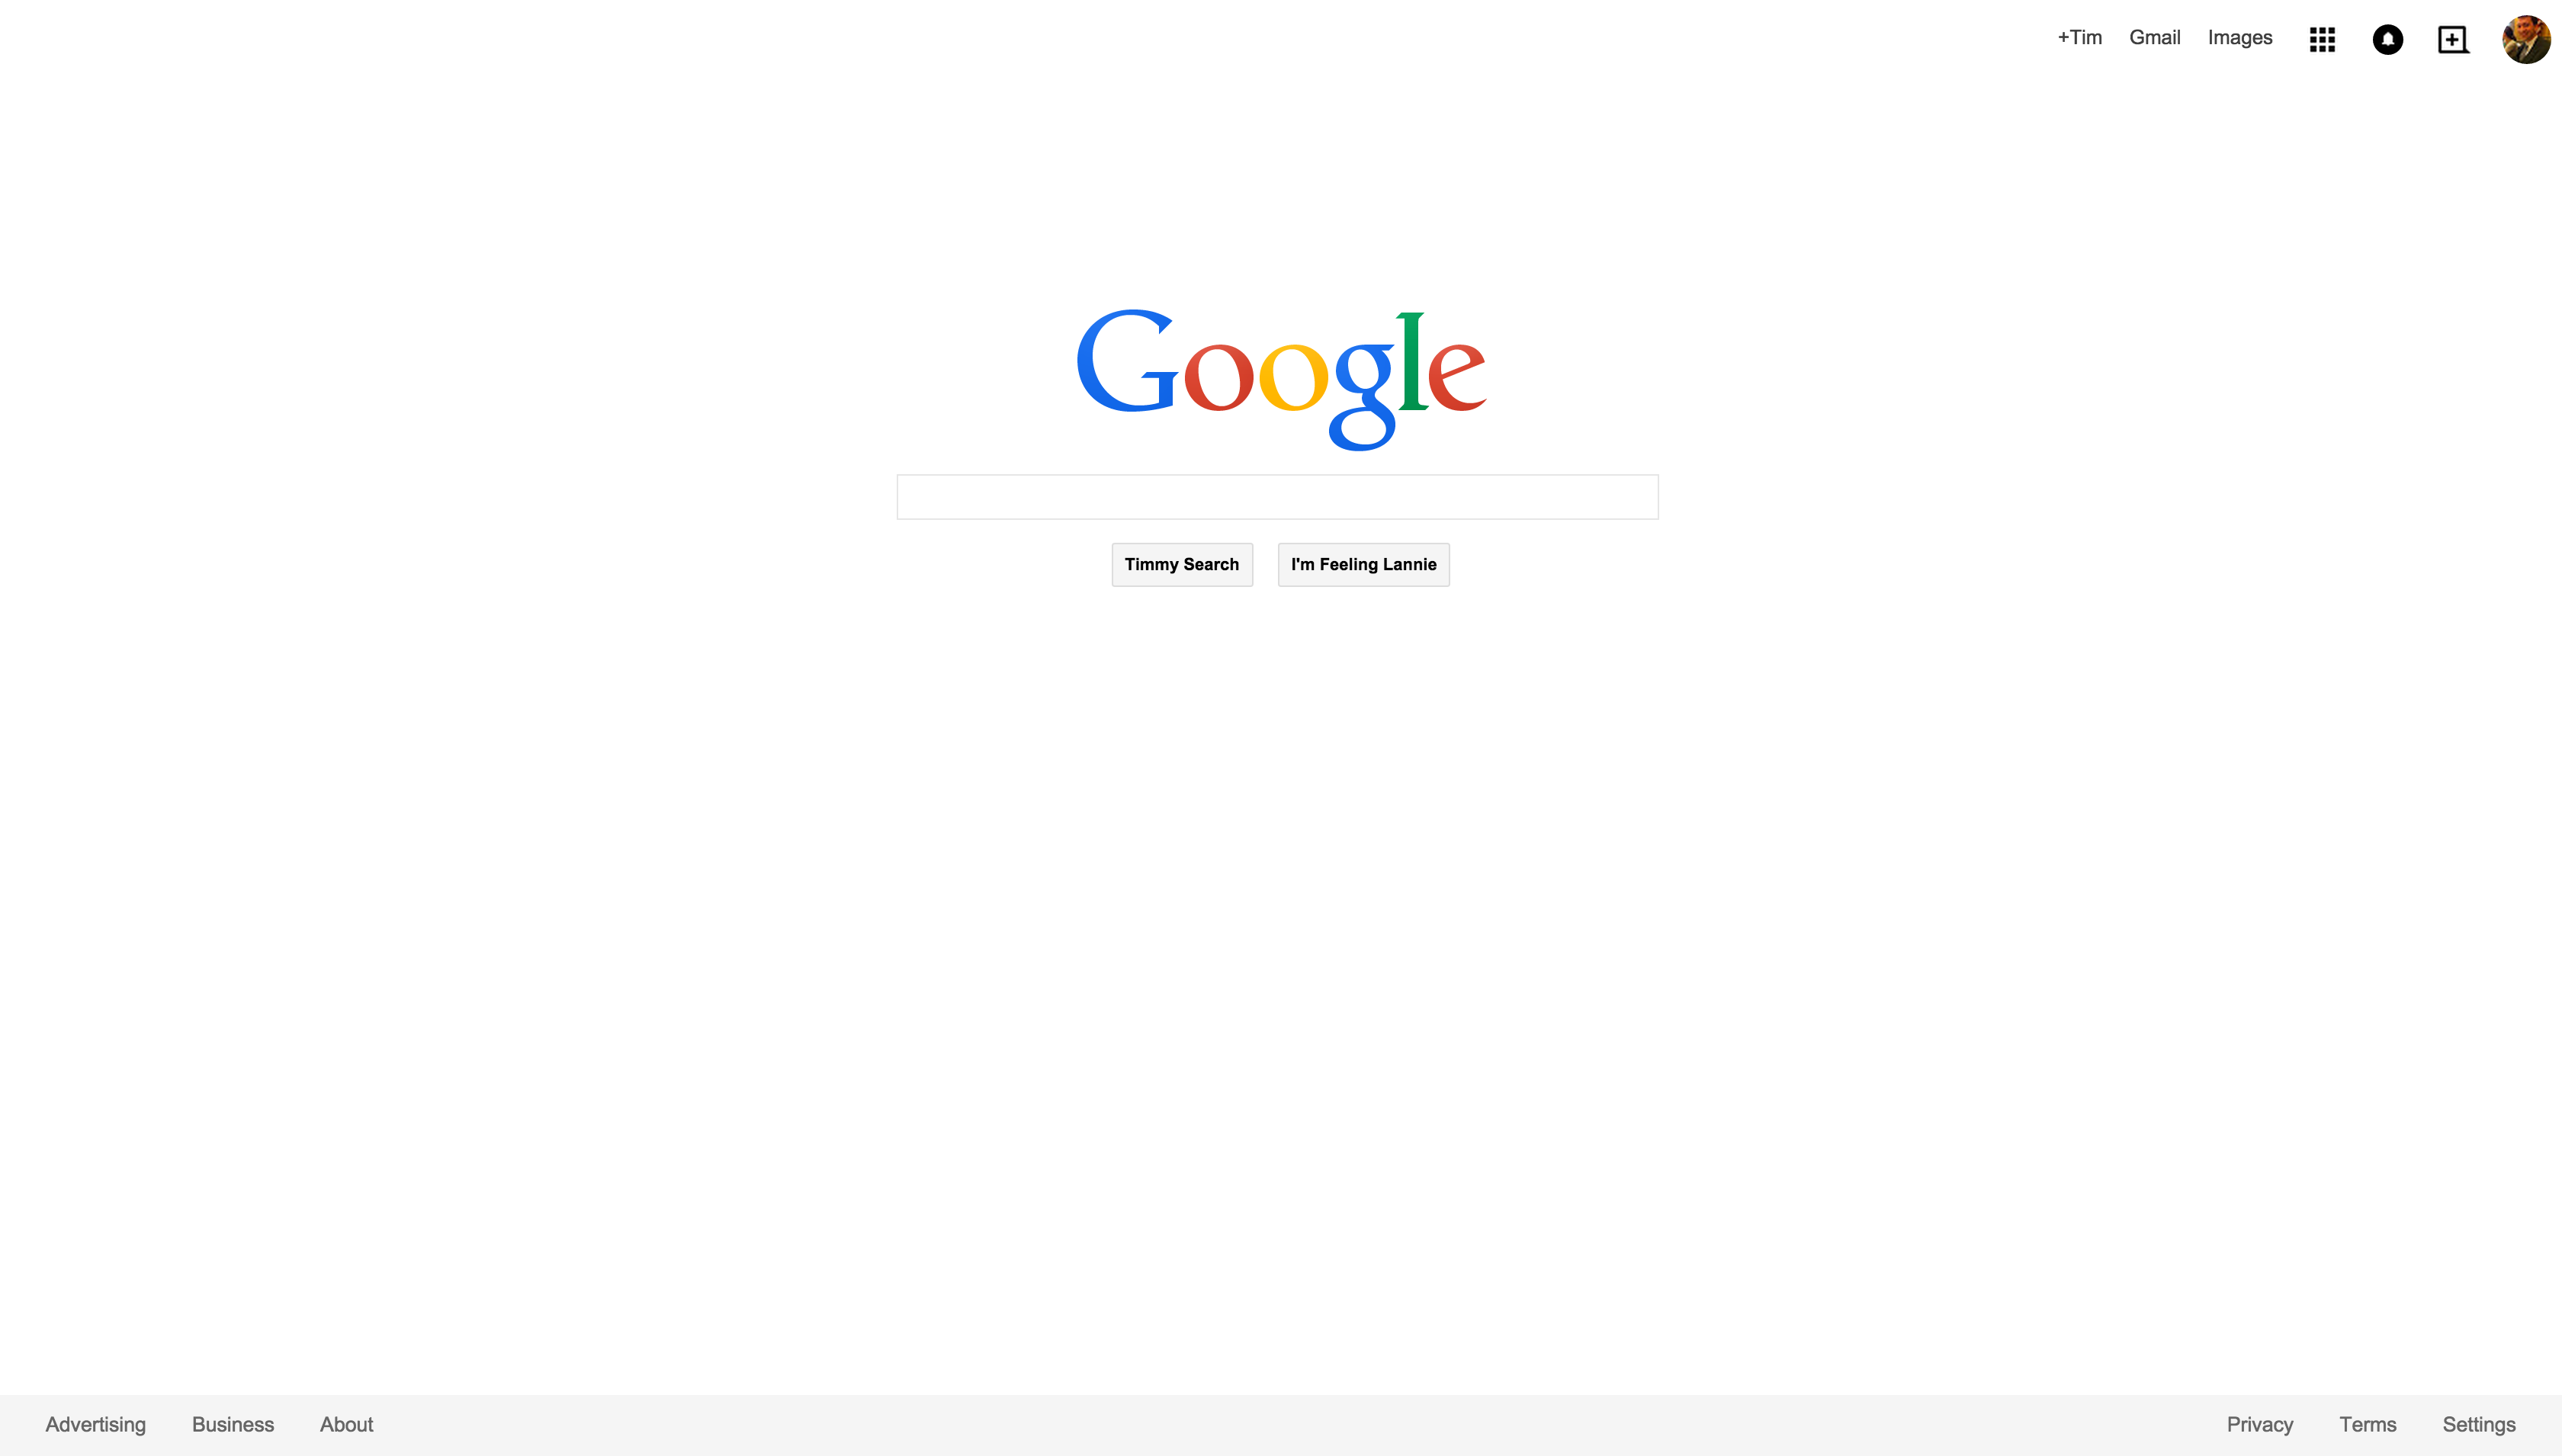 +Tim Gmail Images
Google
Timmy Search I'm Feeling Lannie
Advertising Business About Privacy Terms Settings